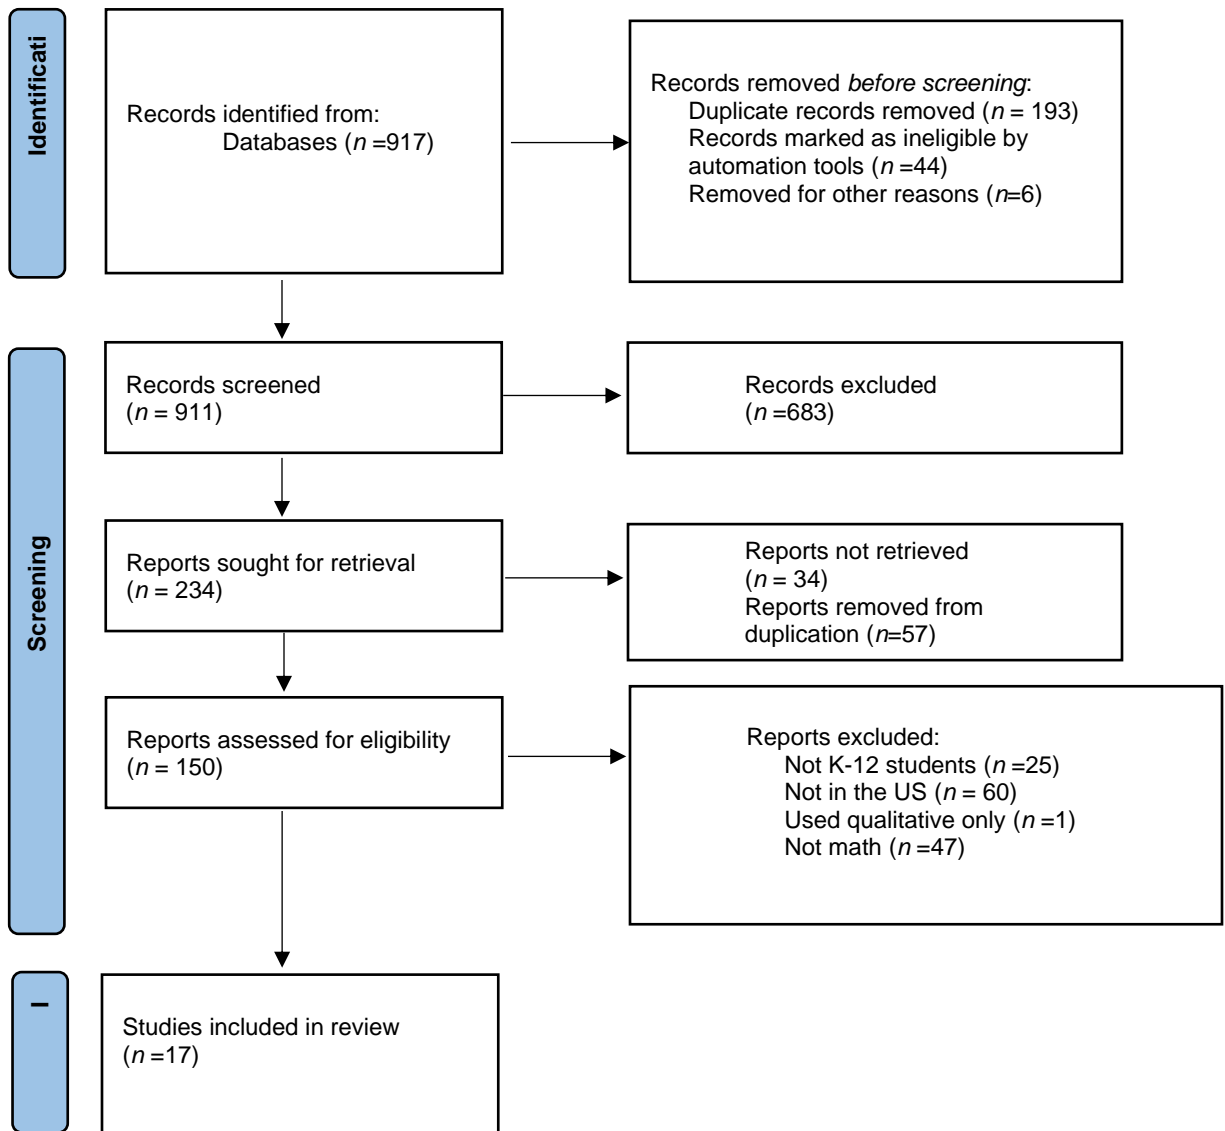 Identificati
Records identified from:
Databases (n =917)
Records removed before screening:
Duplicate records removed (n = 193)
Records marked as ineligible by
automation tools (n =44)
Removed for other reasons (n=6)
Screening
Records screened
(n = 911)
Records excluded
(n =683)
Reports sought for retrieval
(n = 234)
Reports not retrieved
(n = 34)
Reports removed from
duplication (n=57)
Reports assessed for eligibility
(n = 150)
Reports excluded:
Not K-12 students (n =25)
Not in the US (n = 60)
Used qualitative only (n =1)
Not math (n =47)
I
Studies included in review
(n =17)